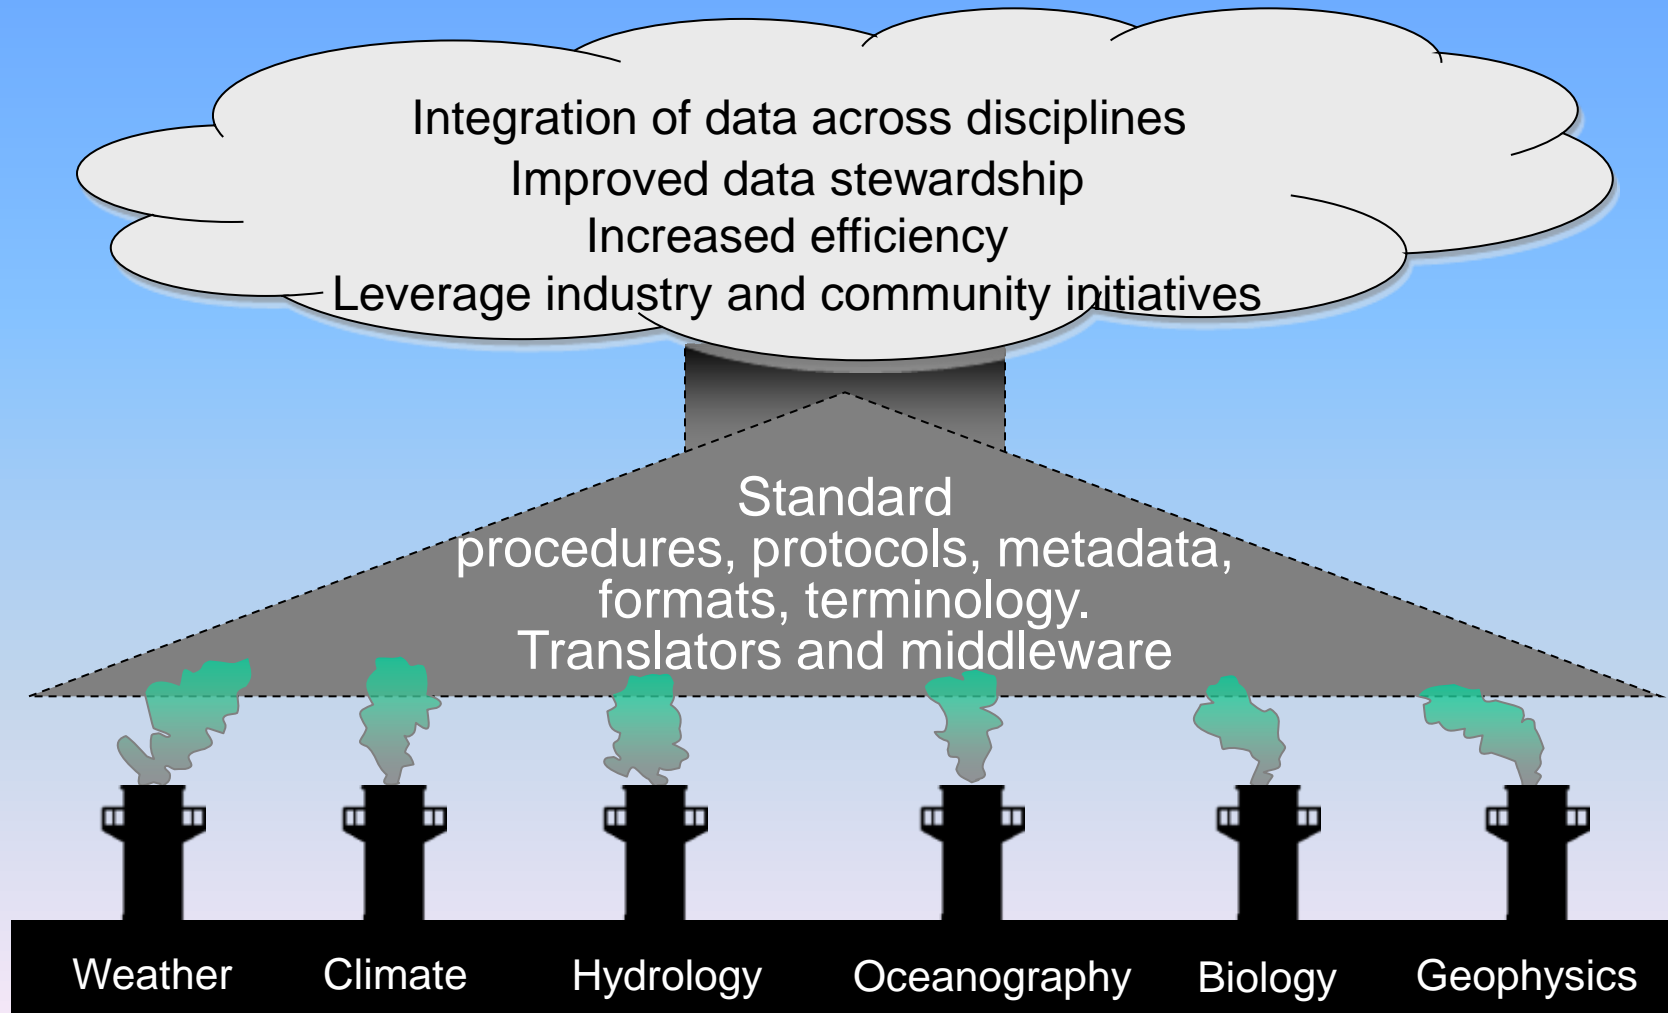 Integration of data across disciplines
Improved data stewardship
Increased efficiency
Leverage industry and community initiatives
Standard
procedures, protocols, metadata,
formats, terminology.
Translators and middleware
Weather Climate Hydrology Oceanography Biology Geophysics